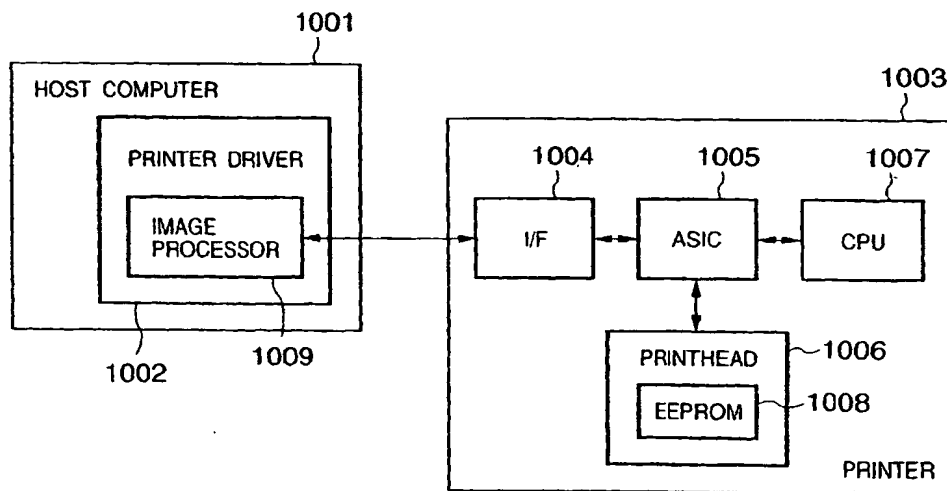 1001
HOST COMPUTER
PRINTER DRIVER
IMAGE
PROCESSOR
1002
1009
1003
1004
1005
1007
I/F
ASIC
CPU
PRINTHEAD
1006
EEPROM
1008
PRINTER